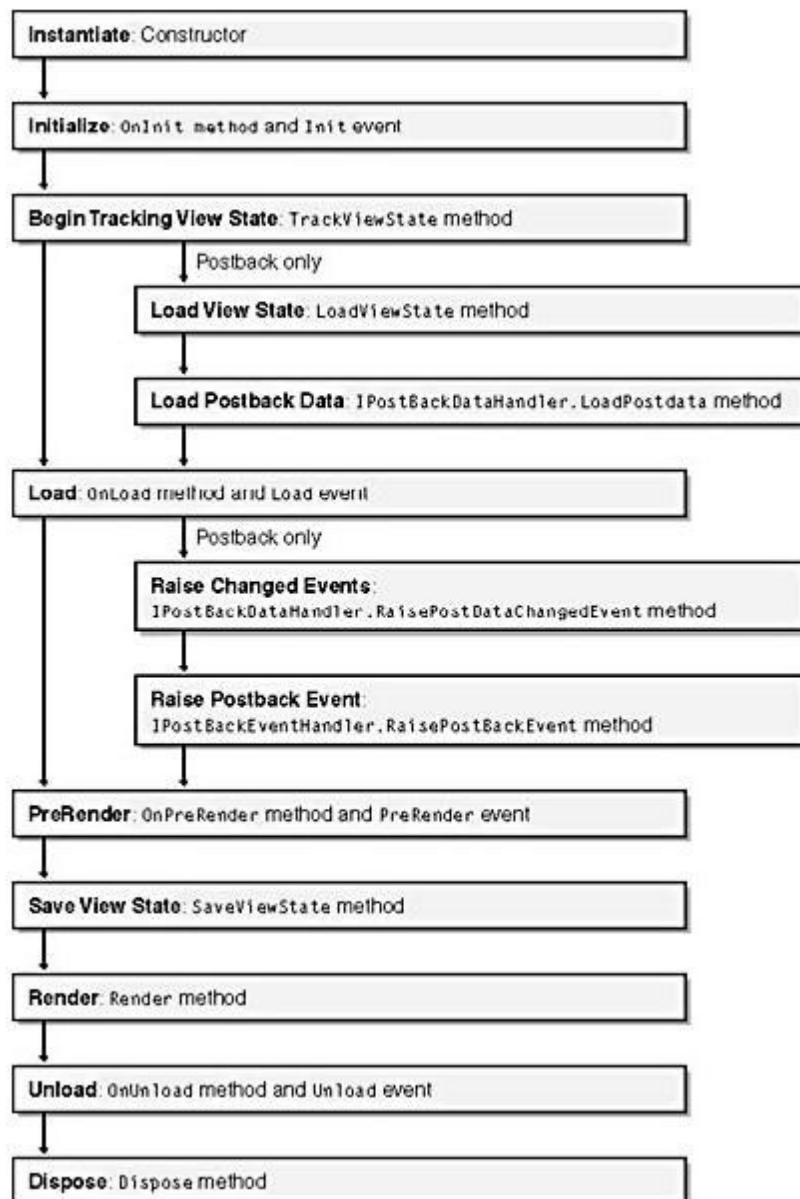 Instantiate: Constructor
Initialize: OnInit method and Init event
Begin Tracking View State: TrackViewState method
Postback only
Load View State: LoadViewState method
Load Postback Data: IPostBackDataHandler.LoadPostdata method
Load: OnLoad method and Load event
Postback only
Raise Changed Events:
IPostBackDataHandler.RaisePostDataChangedEvent method
Raise Postback Event:
IPostBackEventHandler.RaisePostBackEvent method
PreRender: OnPreRender method and PreRender event
Save View State: SaveViewState method
Render: Render method
Unload: OnUnload method and Unload event
Dispose: Dispose method